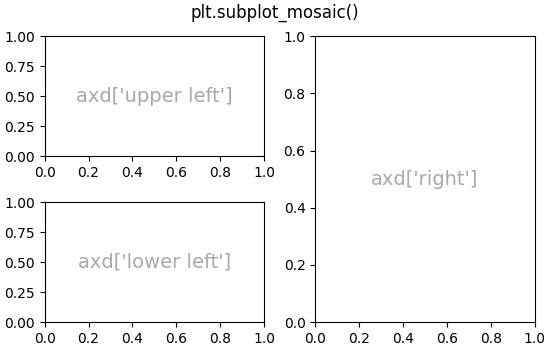 plt.subplot_mosaic()
1.00
0.75
0.50
0.25
0.00
axd['upper left']
0.0 0.2 0.4 0.6 0.8 1.0
1.00
0.75
0.50
0.25
0.00
axd['lower left']
0.0 0.2 0.4 0.6 0.8 1.0
1.0
0.8
0.6
0.4
0.2
0.0
axd['right']
0.0 0.2 0.4 0.6 0.8 1.0